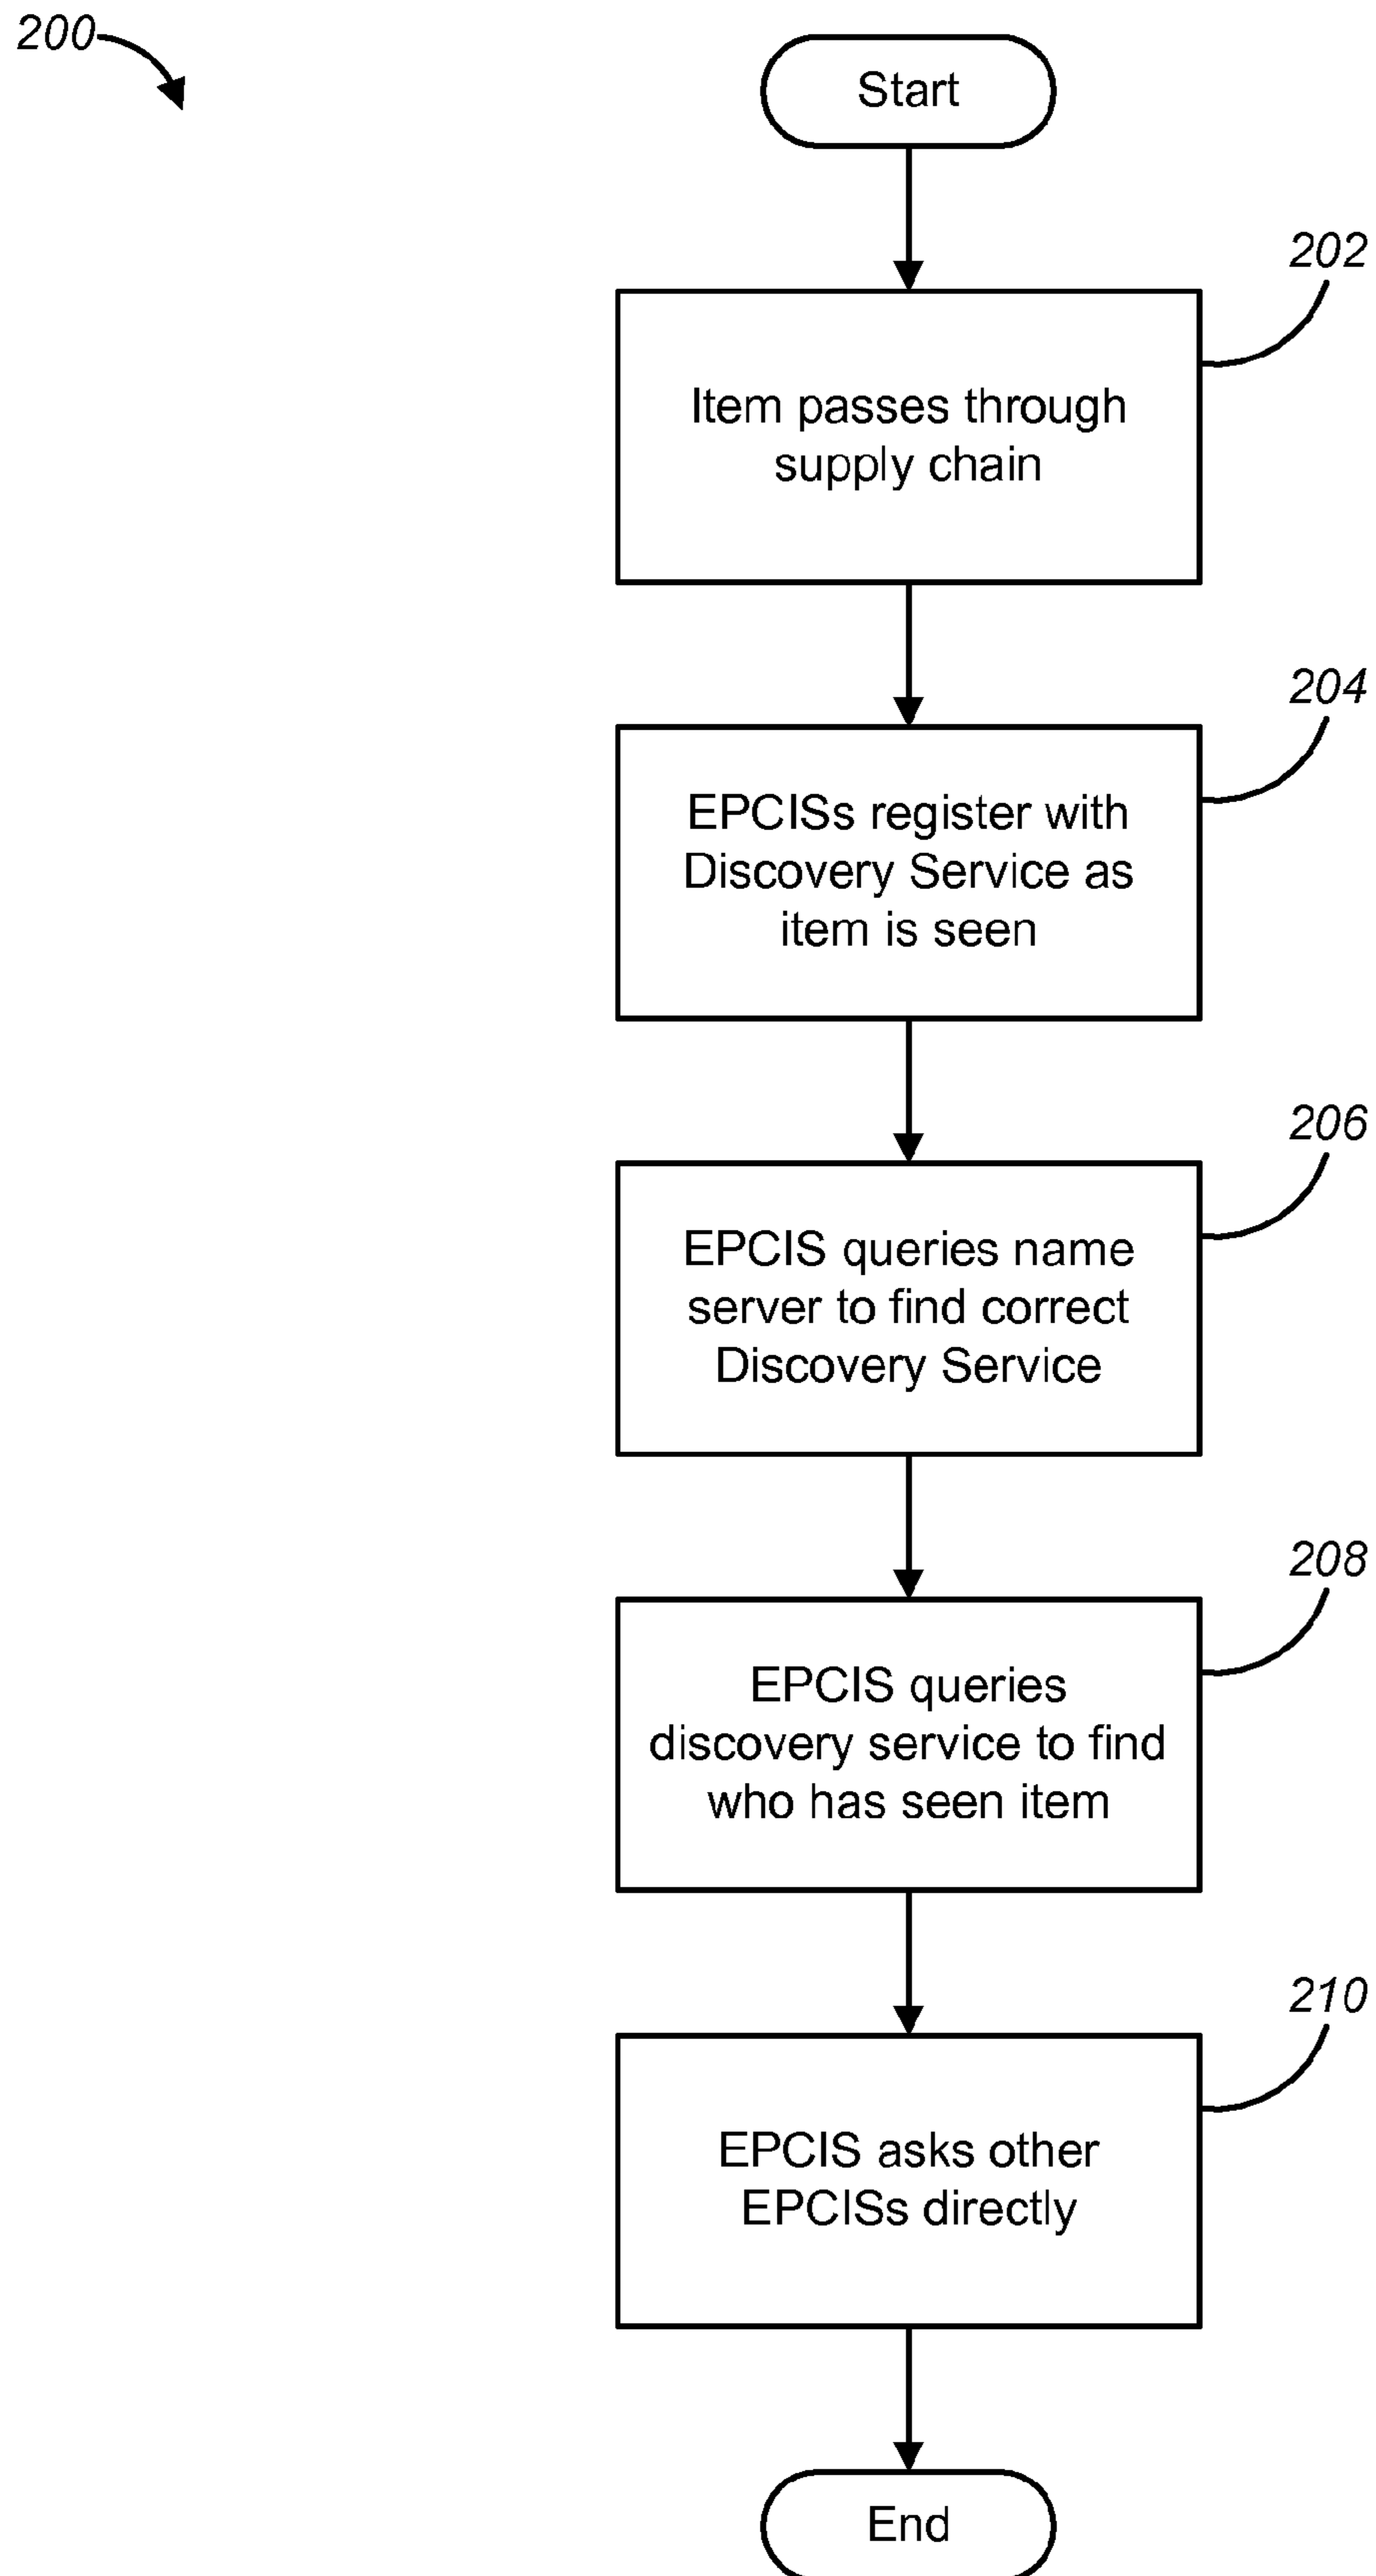 200
Start
202
Item passes through
supply chain
204
EPCISs register with
Discovery Service as
item is seen
206
EPCIS queries name
server to find correct
Discovery Service
208
EPCIS queries
discovery service to find
who has seen item
210
EPCIS asks other
EPCISs directly
End